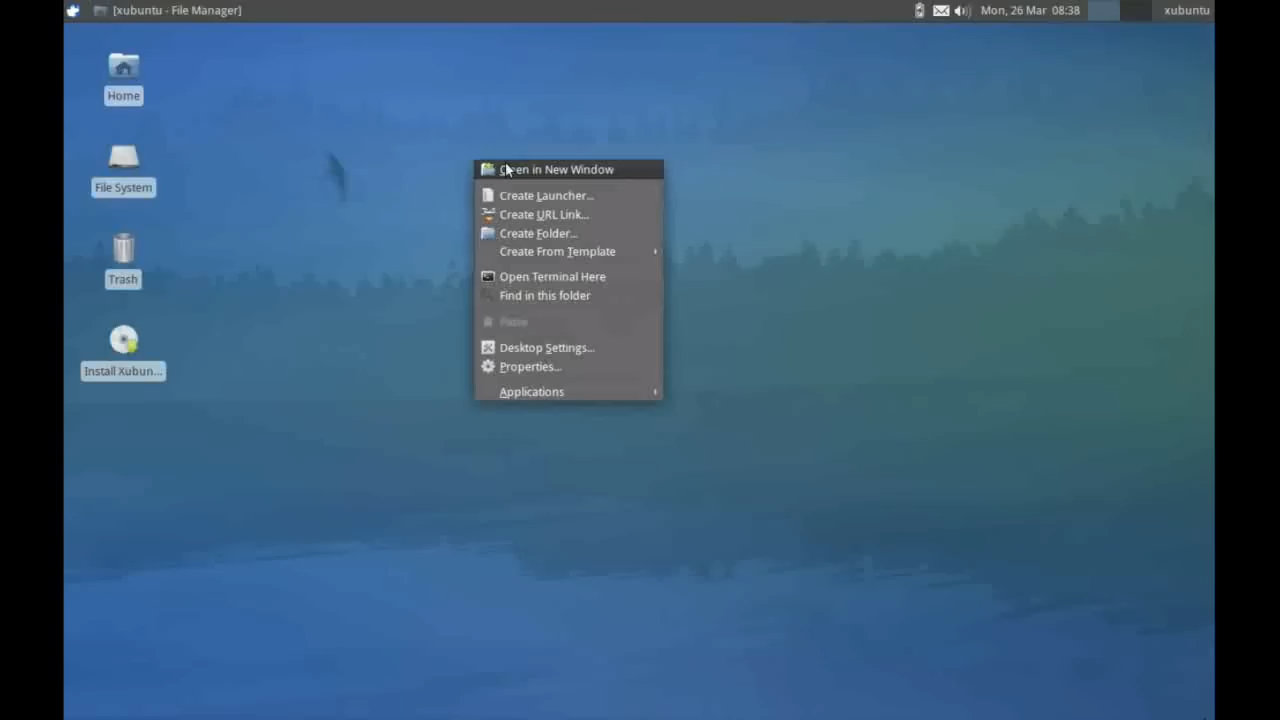 [xubuntu - File Manager]
Mon, 26 Mar 08:38
xubuntu
Home
File System
Trash
Install Xubun...
Open in New Window
Create Launcher...
Create URL Link...
Create Folder...
Create From Template
Open Terminal Here
Find in this folder
Paste
Desktop Settings...
Properties...
Applications